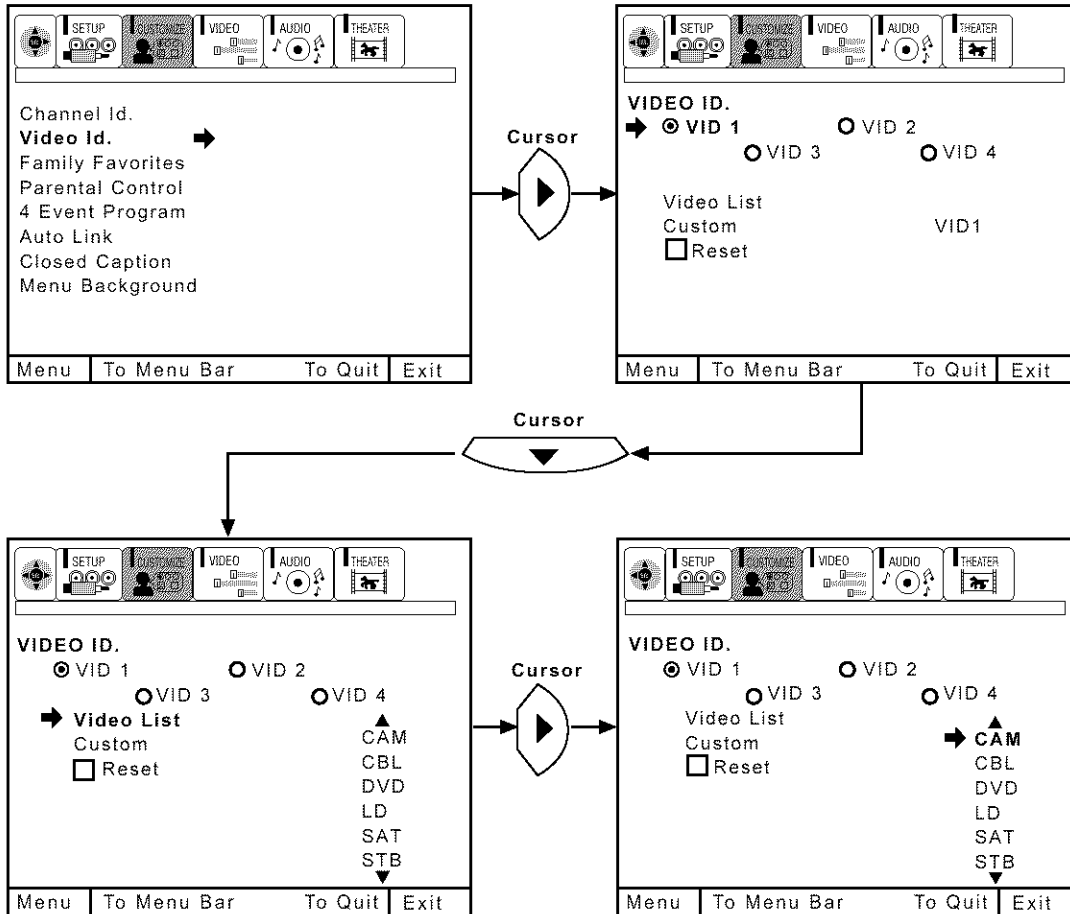 SETUP CUSTOMIZE VIDEO AUDIO THEATER
Channel Id.
Video Id.
Family Favorites
Parental Control
4 Event Program
Auto Link
Closed Caption
Menu Background
Menu To Menu Bar To Quit Exit
Cursor
SETUP CUSTOMIZE VIDEO AUDIO THEATER
VIDEO ID.
VID 1 VID 2
VID 3 VID 4
Video List
Custom VID1
Reset
Menu To Menu Bar To Quit Exit
Cursor
SETUP CUSTOMIZE VIDEO AUDIO THEATER
VIDEO ID.
VID 1 VID 2
VID 3 VID 4
Video List
Custom
Reset
CAM
CBL
DVD
LD
SAT
STB
Menu To Menu Bar To Quit Exit
Cursor
SETUP CUSTOMIZE VIDEO AUDIO THEATER
VIDEO ID.
VID 1 VID 2
VID 3 VID 4
Video List
Custom
Reset
CAM
CBL
DVD
LD
SAT
STB
Menu To Menu Bar To Quit Exit